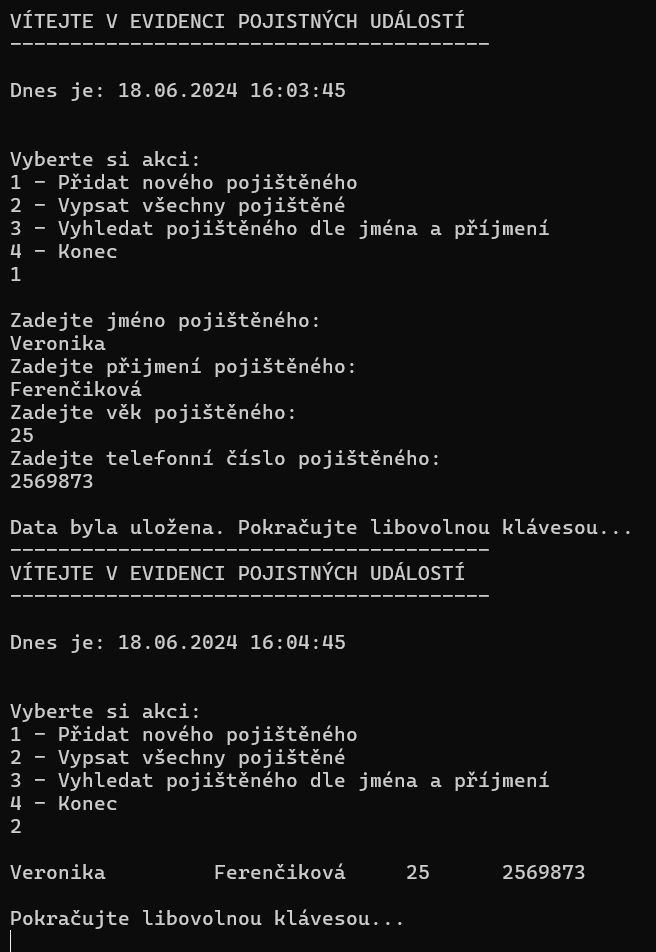 VÍTEJTE V EVIDENCI POJISTNÝCH UDÁLOSTÍ
----------------------------------------
Dnes je: 18.06.2024 16:03:45
Vyberte si akci:
1 - Přidat nového pojištěného
2 - Vypsat všechny pojištěné
3 - Vyhledat pojištěného dle jména a příjmení
4 - Konec
1
Zadejte jméno pojištěného:
Veronika
Zadejte přijmení pojištěného:
Ferenčiková
Zadejte věk pojištěného:
25
Zadejte telefonní číslo pojištěného:
2569873
Data byla uložena. Pokračujte libovolnou klávesou...
----------------------------------------
VÍTEJTE V EVIDENCI POJISTNÝCH UDÁLOSTÍ
----------------------------------------
Dnes je: 18.06.2024 16:04:45
Vyberte si akci:
1 - Přidat nového pojištěného
2 - Vypsat všechny pojištěné
3 - Vyhledat pojištěného dle jména a příjmení
4 - Konec
2
Veronika         Ferenčiková     25      2569873
Pokračujte libovolnou klávesou...